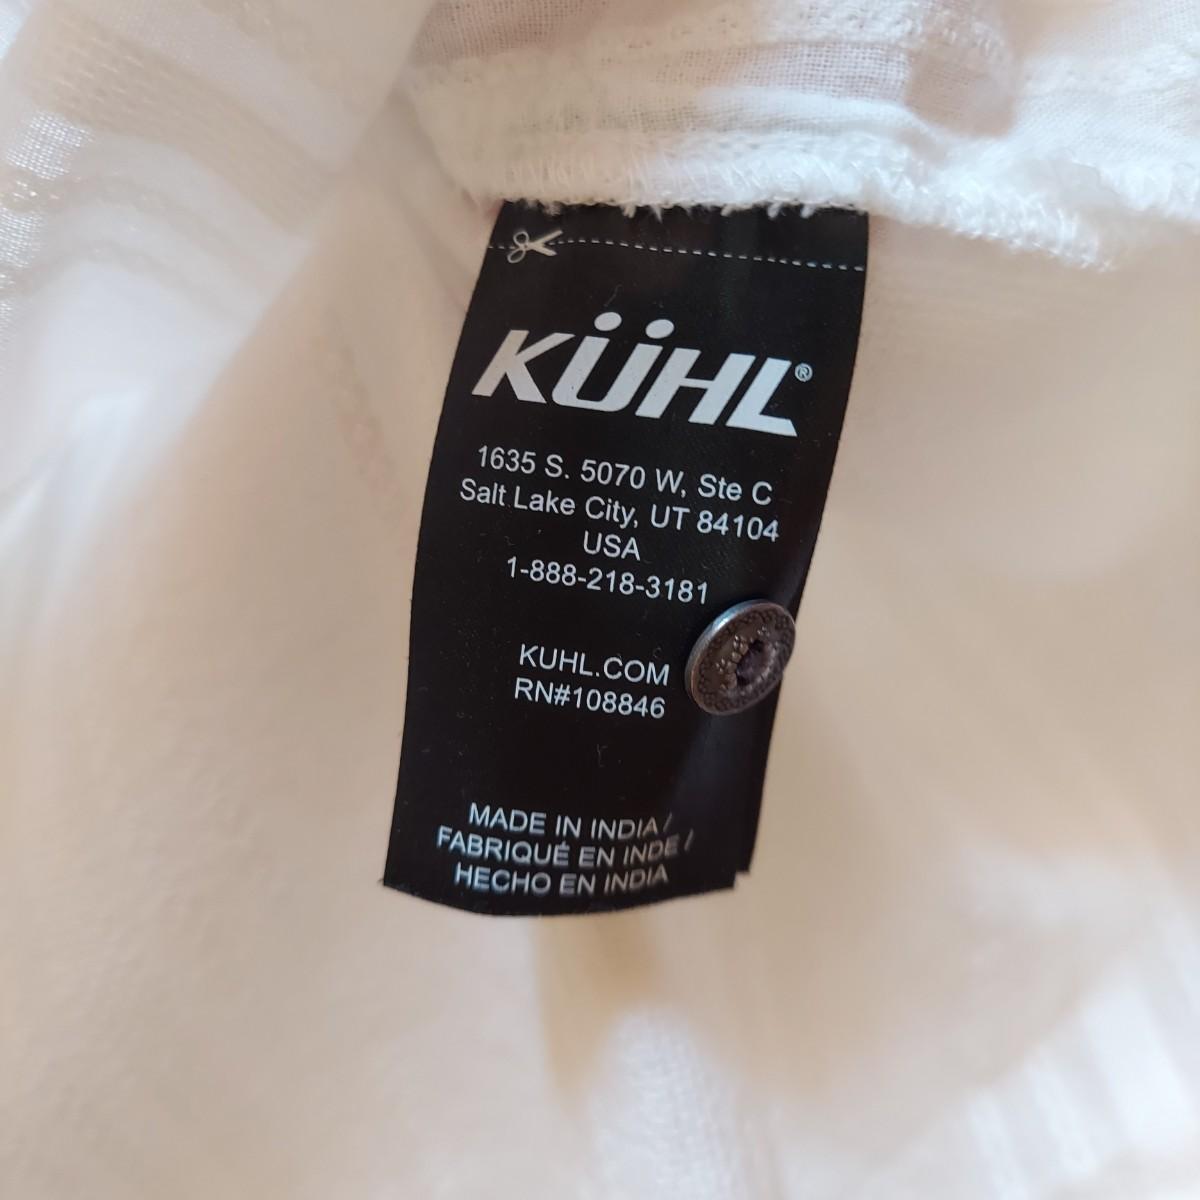 KÜHL®
1635 S. 5070 W, Ste C
Salt Lake City, UT 84104
USA
1-888-218-3181
KUHL.COM
RN#108846
MADE IN INDIA /
FABRIQUÉ EN INDE /
HECHO EN INDIA